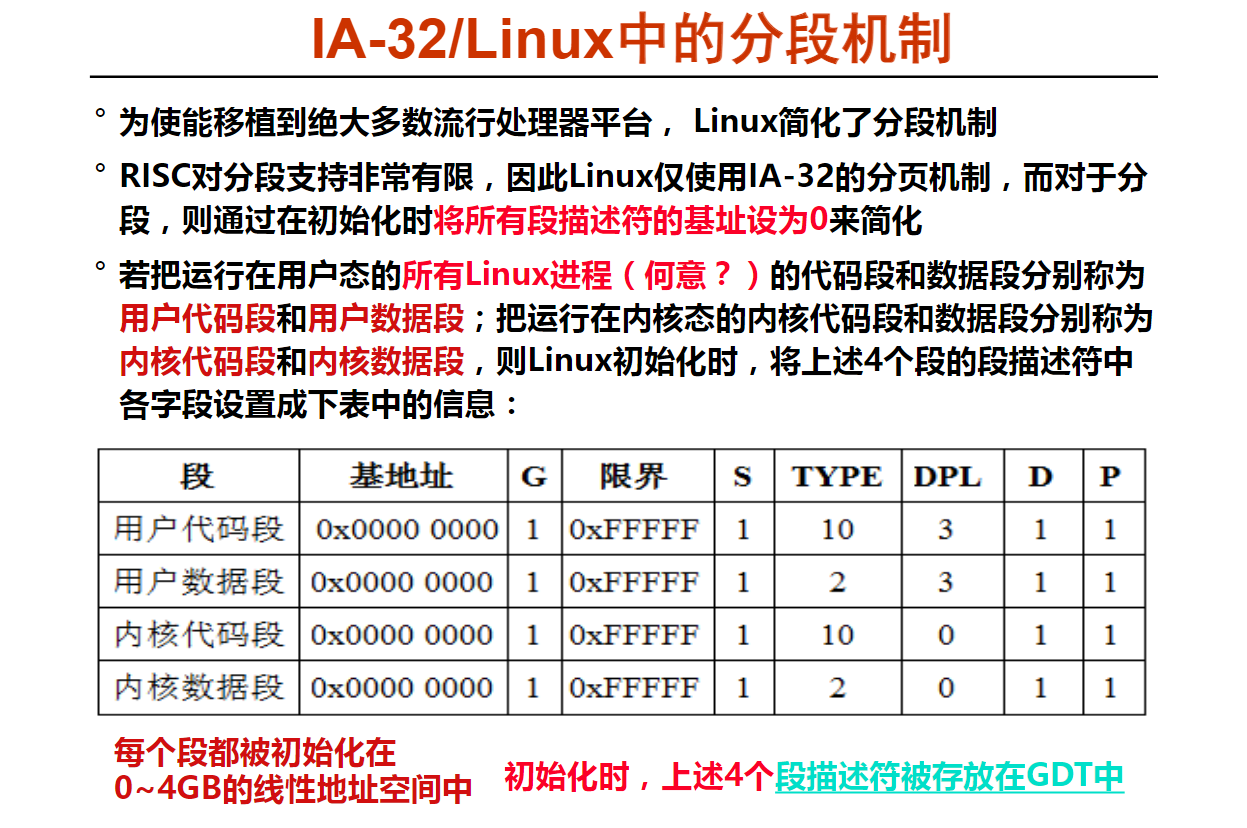 IA-32/Linux中的分段机制
° 为使能移植到绝大多数流行处理器平台， Linux简化了分段机制
° RISC对分段支持非常有限，因此Linux仅使用IA-32的分页机制，而对于分
段，则通过在初始化时将所有段描述符的基址设为0来简化
° 若把运行在用户态的所有Linux进程（何意？）的代码段和数据段分别称为
用户代码段和用户数据段；把运行在内核态的内核代码段和数据段分别称为
内核代码段和内核数据段，则Linux初始化时，将上述4个段的段描述符中
各字段设置成下表中的信息：
段 基地址 G 限界 S TYPE DPL D P
用户代码段 0x0000 0000 1 0xFFFFF 1 10 3 1 1
用户数据段 0x0000 0000 1 0xFFFFF 1 2 3 1 1
内核代码段 0x0000 0000 1 0xFFFFF 1 10 0 1 1
内核数据段 0x0000 0000 1 0xFFFFF 1 2 0 1 1
每个段都被初始化在
0~4GB的线性地址空间中
初始化时，上述4个段描述符被存放在GDT中